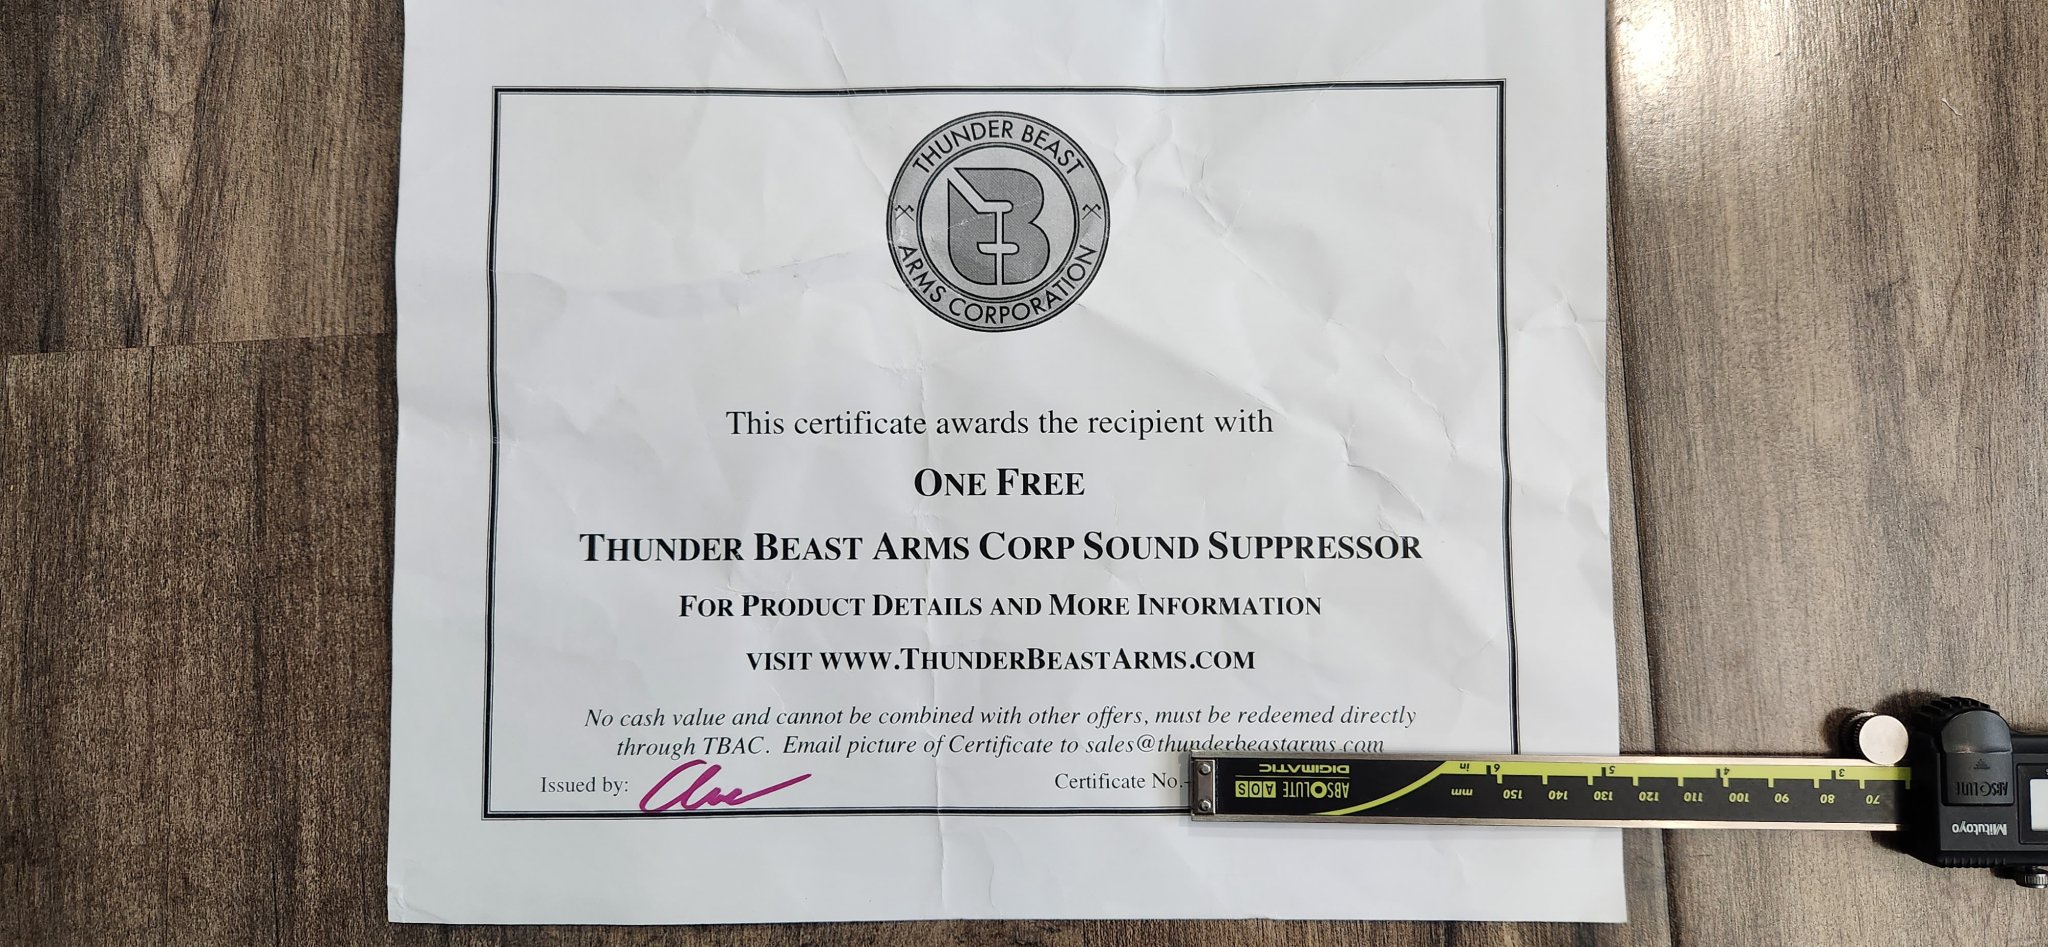 THUNDER BEAST
ARMS CORPORATION
This certificate awards the recipient with
ONE FREE
THUNDER BEAST ARMS CORP SOUND SUPPRESSOR
FOR PRODUCT DETAILS AND MORE INFORMATION
VISIT WWW.THUNDERBEASTARMS.COM
No cash value and cannot be combined with other offers, must be redeemed directly
through TBAC. Email picture of Certificate to sales@thunderbeastarms.com
Issued by:
Certificate No.
ABSOLUTE AOS
DIGIMATIC
in 6 5 4 3
mm 150 140 130 120 110 100 90 80 70
ABSOLUTE
Mitutoyo